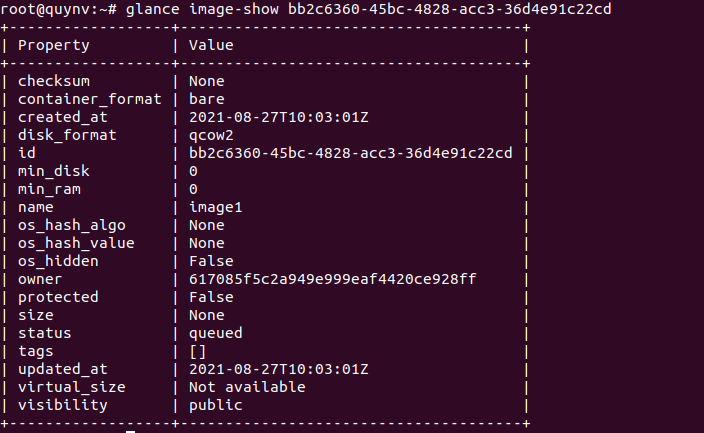 root@quynv:~# glance image-show bb2c6360-45bc-4828-acc3-36d4e91c22cd
+------------------+--------------------------------------+
| Property         | Value                                |
+------------------+--------------------------------------+
| checksum         | None                                 |
| container_format | bare                                 |
| created_at       | 2021-08-27T10:03:01Z                 |
| disk_format      | qcow2                                |
| id               | bb2c6360-45bc-4828-acc3-36d4e91c22cd |
| min_disk         | 0                                    |
| min_ram          | 0                                    |
| name             | image1                               |
| os_hash_algo     | None                                 |
| os_hash_value    | None                                 |
| os_hidden        | False                                |
| owner            | 617085f5c2a949e999eaf4420ce928ff     |
| protected        | False                                |
| size             | None                                 |
| status           | queued                               |
| tags             | []                                   |
| updated_at       | 2021-08-27T10:03:01Z                 |
| virtual_size     | Not available                        |
| visibility       | public                               |
+------------------+--------------------------------------+